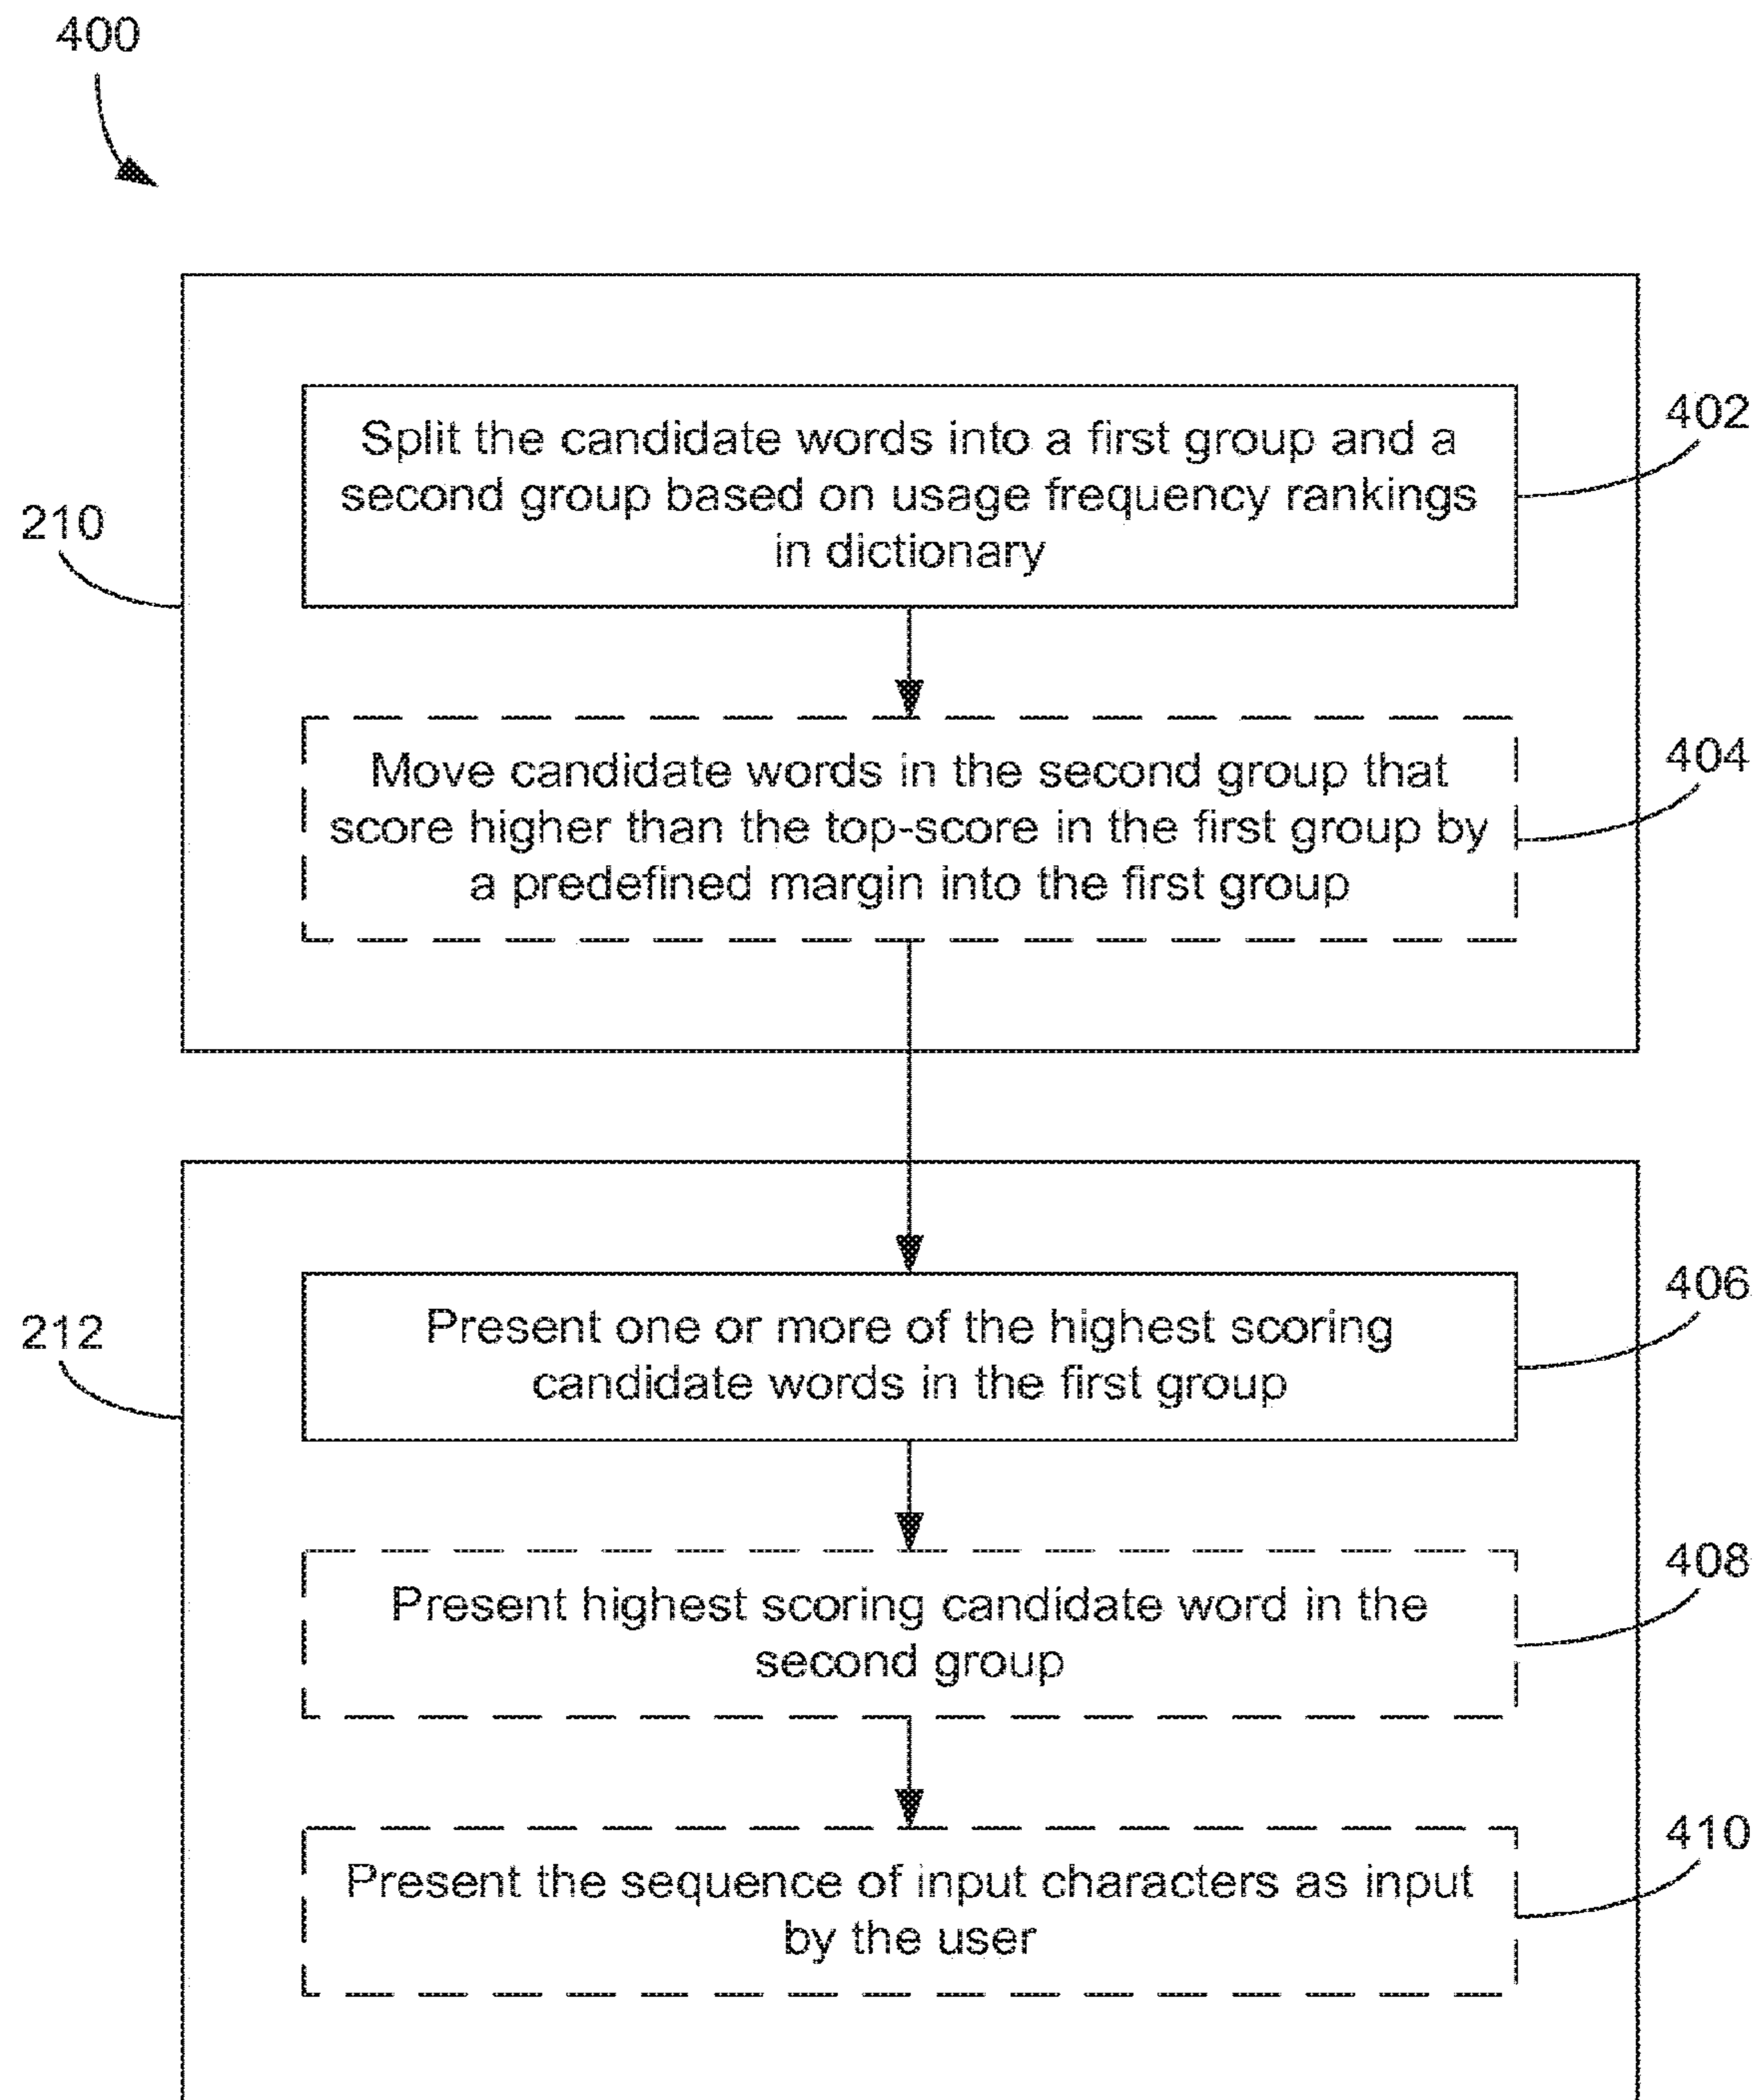 400
Split the candidate words into a first group and a
second group based on usage frequency rankings
in dictionary
402
210
Move candidate words in the second group that
score higher than the top-score in the first group by
a predefined margin into the first group
404
Present one or more of the highest scoring
candidate words in the first group
406
212
Present highest scoring candidate word in the
second group
408
Present the sequence of input characters as input
by the user
410